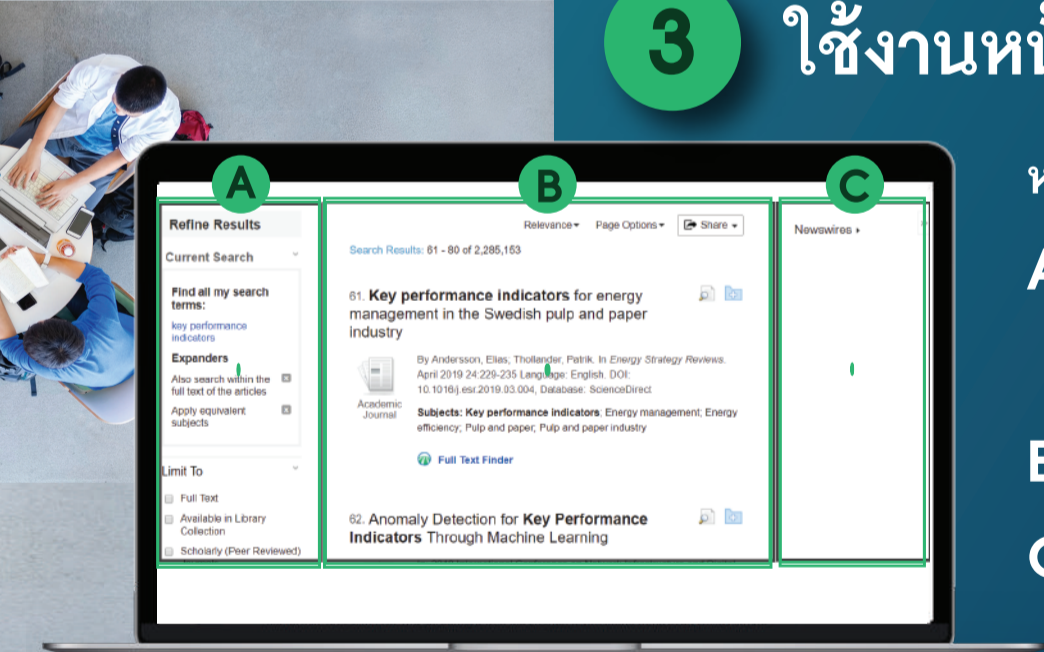 3
ใช้งานหน้
ห
A
B
C
A
Refine Results
Current Search
Find all my search
terms:
key performance
indicators
Expanders
Also search within the
full text of the articles
Apply equivalent
subjects
Limit To
Full Text
Available in Library
Collection
Scholarly (Peer Reviewed)
B
Relevance
Page Options
Share
Search Results: 61 - 80 of 2,285,153
61. Key performance indicators for energy
management in the Swedish pulp and paper
industry
Academic
Journal
By Andersson, Elias; Thollander, Patrik. In Energy Strategy Reviews.
April 2019 24:229-235 Language: English. DOI:
10.1016/j.esr.2019.03.004, Database: ScienceDirect
Subjects: Key performance indicators; Energy management; Energy
efficiency; Pulp and paper; Pulp and paper industry
Full Text Finder
62. Anomaly Detection for Key Performance
Indicators Through Machine Learning
C
Newswires